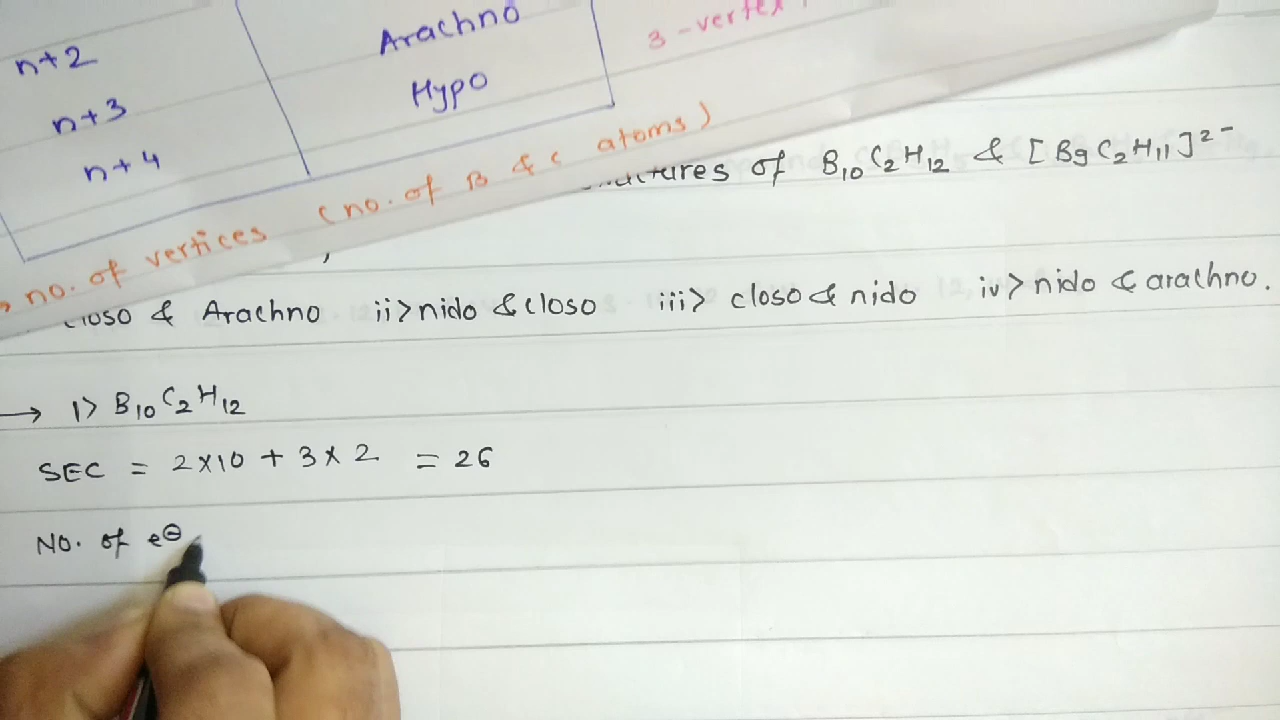 n+2 Arachno
n+3 Hypo
n+4
3-vertex
no. of vertices (no. of B & C atoms)
of B10C2H12 & [B9C2H11]2-
closo & Arachno ii> nido & closo iii> closo & nido iv> nido & arachno.
→ 1> B10C2H12
SEC = 2×10 + 3×2 = 26
No. of e⊖